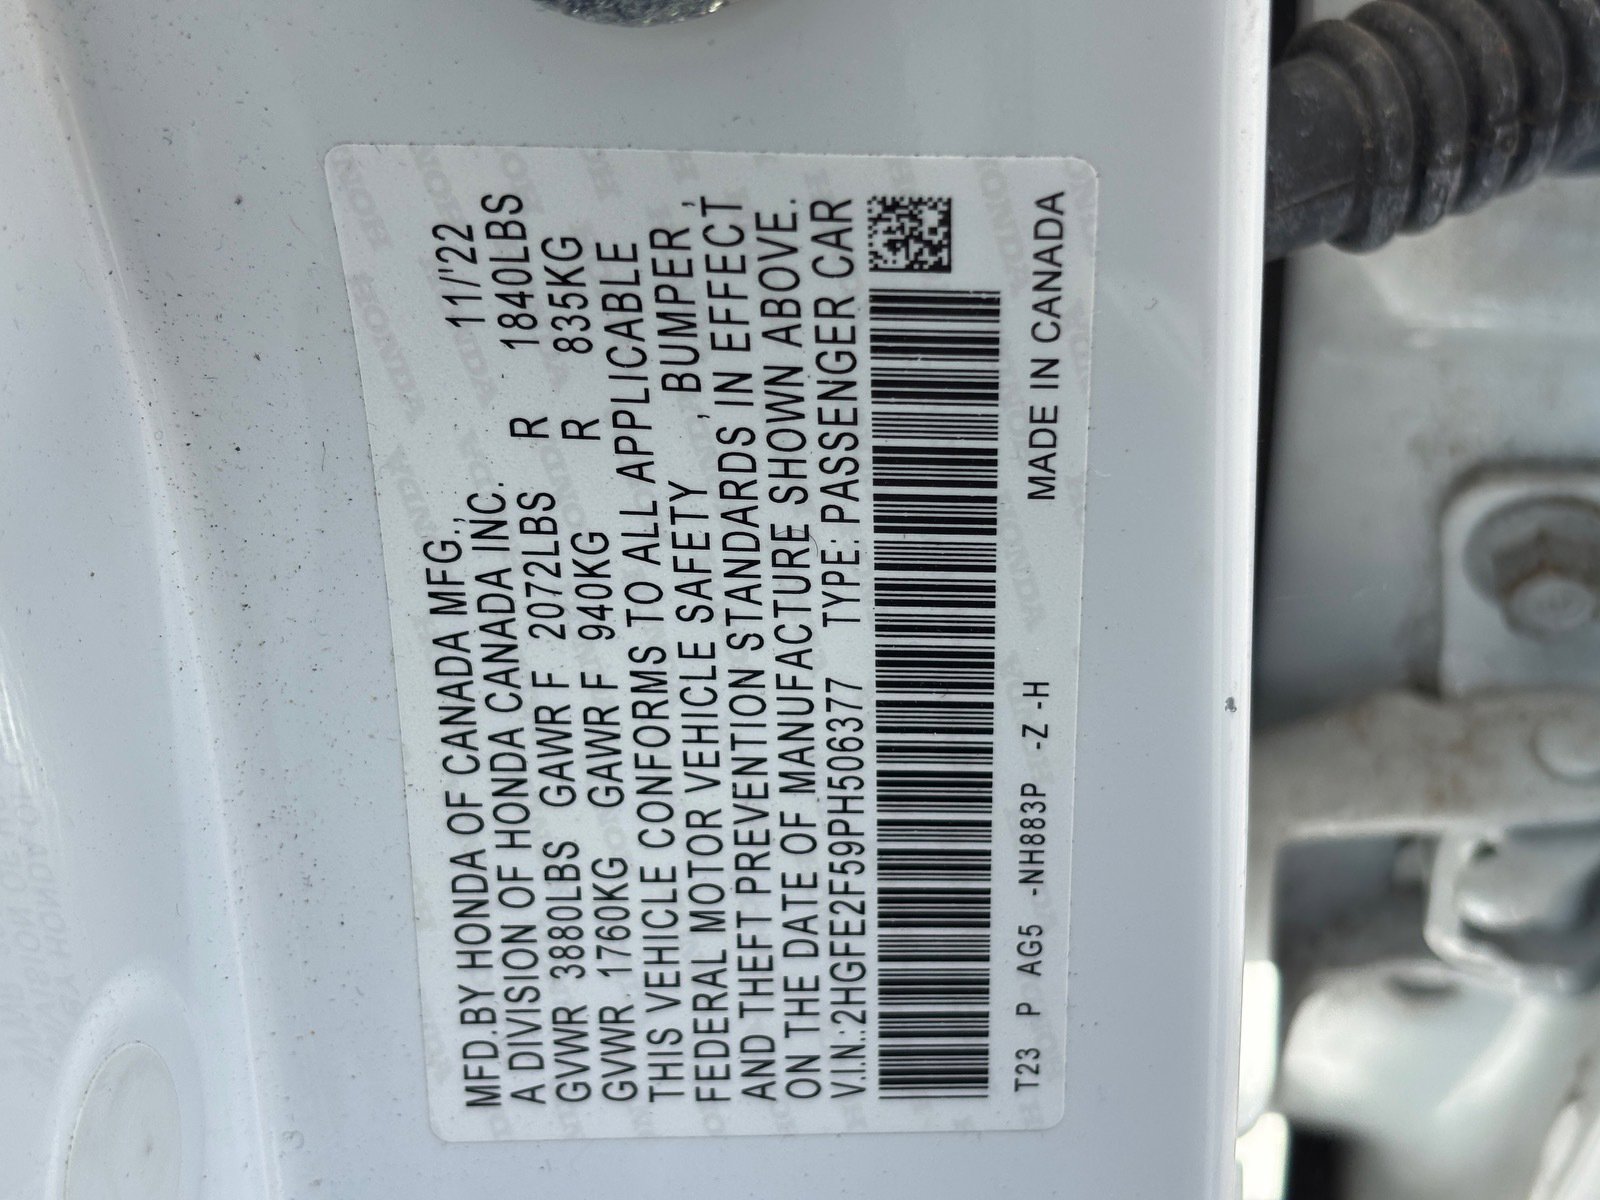 MFD.BY HONDA OF CANADA MFG., 11/'22
A DIVISION OF HONDA CANADA INC.
GVWR 3880LBS GAWR F 2072LBS R 1840LBS
GVWR 1760KG GAWR F 940KG R 835KG
THIS VEHICLE CONFORMS TO ALL APPLICABLE
FEDERAL MOTOR VEHICLE SAFETY , BUMPER ,
AND THEFT PREVENTION STANDARDS IN EFFECT
ON THE DATE OF MANUFACTURE SHOWN ABOVE.
V.I.N.:2HGFE2F59PH506377 TYPE: PASSENGER CAR
T23 P AG5 -NH883P -Z -H MADE IN CANADA